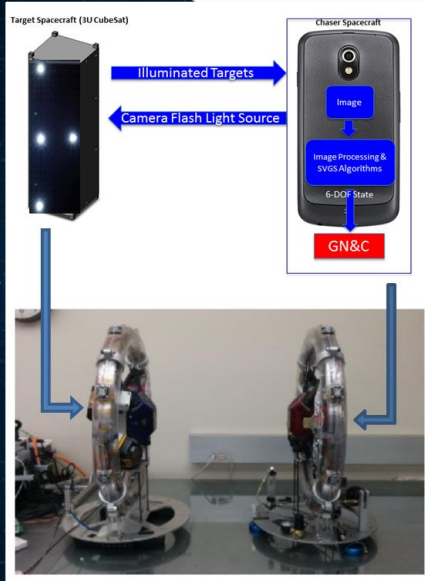 Target Spacecraft (3U CubeSat)
Chaser Spacecraft
Illuminated Targets
Camera Flash Light Source
Image
Image Processing &
SVGS Algorithms
6-DOF State
GN&C